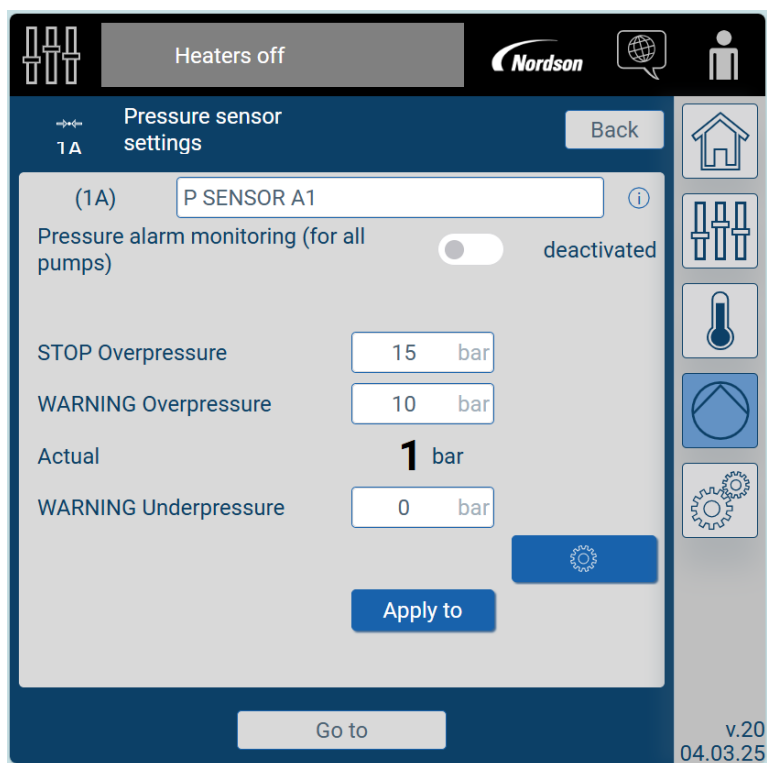 Heaters off
Nordson
1A
Pressure sensor
settings
Back
(1A)
P SENSOR A1
Pressure alarm monitoring (for all
pumps)
deactivated
STOP Overpressure
15 bar
WARNING Overpressure
10 bar
Actual
1 bar
WARNING Underpressure
0 bar
Apply to
Go to
v.20
04.03.25